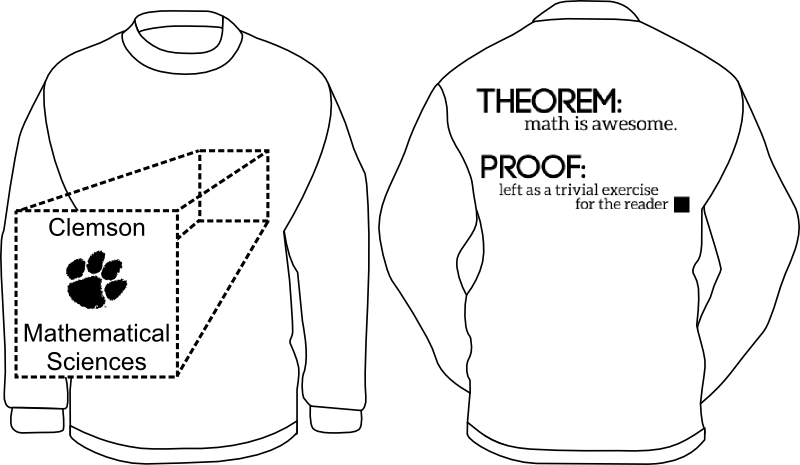 Clemson
Mathematical
Sciences
THEOREM:
math is awesome.
PROOF:
left as a trivial exercise
for the reader